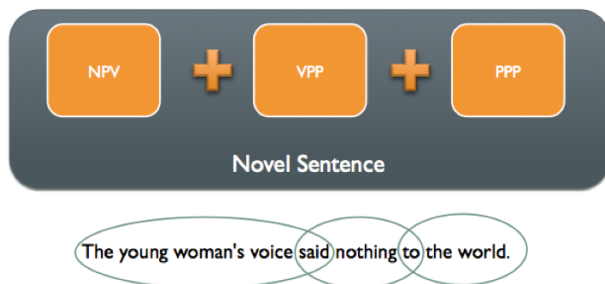 NPV + VPP + PPP
Novel Sentence
The young woman's voice said nothing to the world.